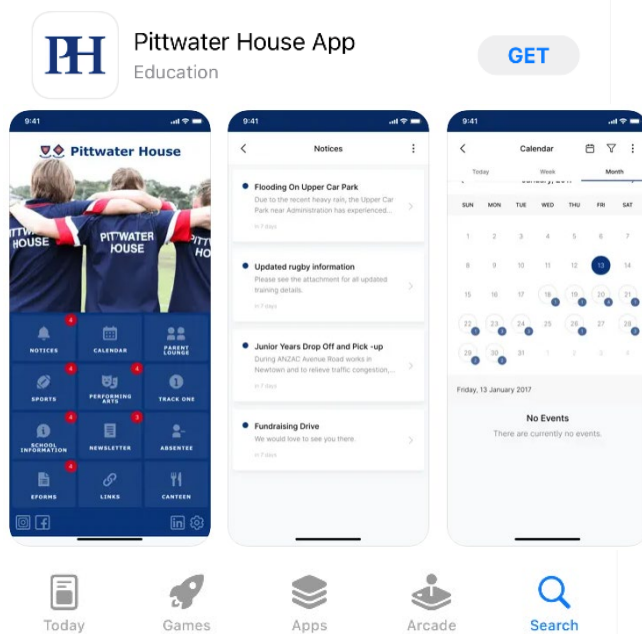 PH
Pittwater House App
Education
GET
9:41
Pittwater House
PITTWATER
HOUSE
NOTICES
4
CALENDAR
PARENT
LOUNGE
SPORTS
4
PERFORMING
ARTS
4
TRACK ONE
SCHOOL
INFORMATION
4
NEWSLETTER
3
ABSENTEE
EFORMS
4
LINKS
CANTEEN
9:41
Notices
Flooding On Upper Car Park
Due to the recent heavy rain, the Upper Car
Park near Administration has experienced...
in 7 days
Updated rugby information
Please see the attachment for all updated
training details.
in 7 days
Junior Years Drop Off and Pick -up
During ANZAC Avenue Road works in
Newtown and to relieve traffic congestion,...
in 7 days
Fundraising Drive
We would love to see you there.
in 7 days
9:41
Calendar
Today Week Month
SUN MON TUE WED THU FRI SAT
1 2 3 4 5 6 7
8 9 10 11 12 13 14
15 16 17 18 19 20 21
22 23 24 25 26 27 28
29 30 31 1 2 3 4
Friday, 13 January 2017
No Events
There are currently no events.
Today Games Apps Arcade Search